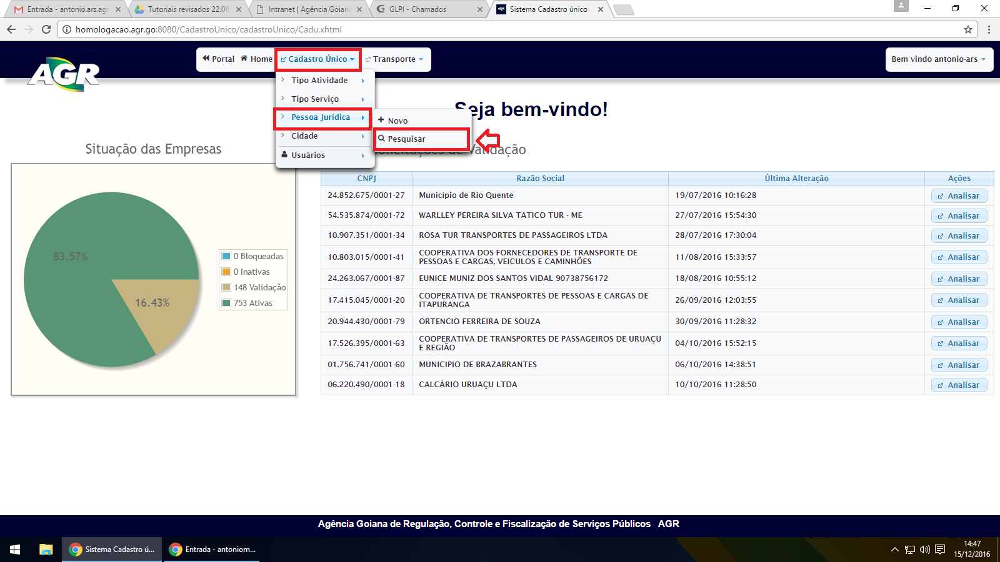 Entrada - antonio.ars.agr
Tutoriais revisados 22.08
Intranet | Agência Goiana
GLPI - Chamados
Sistema Cadastro único
homologacao.agr.go:8080/CadastroUnico/cadastroUnico/Cadu.xhtml
AGR
Portal
Home
Cadastro Único
Transporte
Bem vindo antonio-ars
Tipo Atividade
Tipo Serviço
Pessoa Jurídica
Cidade
Usuários
Novo
Pesquisar
Seja bem-vindo!
Situação das Empresas
83.57%
16.43%
0 Bloqueadas
0 Inativas
148 Validação
753 Ativas
de Validação
CNPJ Razão Social Ùltima Alteração Ações
24.852.675/0001-27 Município de Rio Quente 19/07/2016 10:16:28 Analisar
54.535.874/0001-72 WARLLEY PEREIRA SILVA TATICO TUR - ME 27/07/2016 15:54:30 Analisar
10.907.351/0001-34 ROSA TUR TRANSPORTES DE PASSAGEIROS LTDA 28/07/2016 17:30:04 Analisar
10.803.015/0001-41 COOPERATIVA DOS FORNECEDORES DE TRANSPORTE DE
PESSOAS E CARGAS, VEICULOS E CAMINHÕES 11/08/2016 15:33:57 Analisar
24.263.067/0001-87 EUNICE MUNIZ DOS SANTOS VIDAL 90738756172 18/08/2016 10:55:12 Analisar
17.415.045/0001-20 COOPERATIVA DE TRANSPORTES DE PESSOAS E CARGAS DE
ITAPURANGA 26/09/2016 12:03:55 Analisar
20.944.430/0001-79 ORTENCIO FERREIRA DE SOUZA 30/09/2016 11:28:32 Analisar
17.526.395/0001-63 COOPERATIVA DE TRANSPORTES DE PASSAGEIROS DE URUAÇU
E REGIÃO 04/10/2016 15:52:15 Analisar
01.756.741/0001-60 MUNICIPIO DE BRAZABRANTES 06/10/2016 14:38:51 Analisar
06.220.490/0001-18 CALCÁRIO URUAÇU LTDA 10/10/2016 11:28:50 Analisar
Agência Goiana de Regulação, Controle e Fiscalização de Serviços Públicos AGR
Sistema Cadastro ú...
Entrada - antoniom...
14:47
15/12/2016